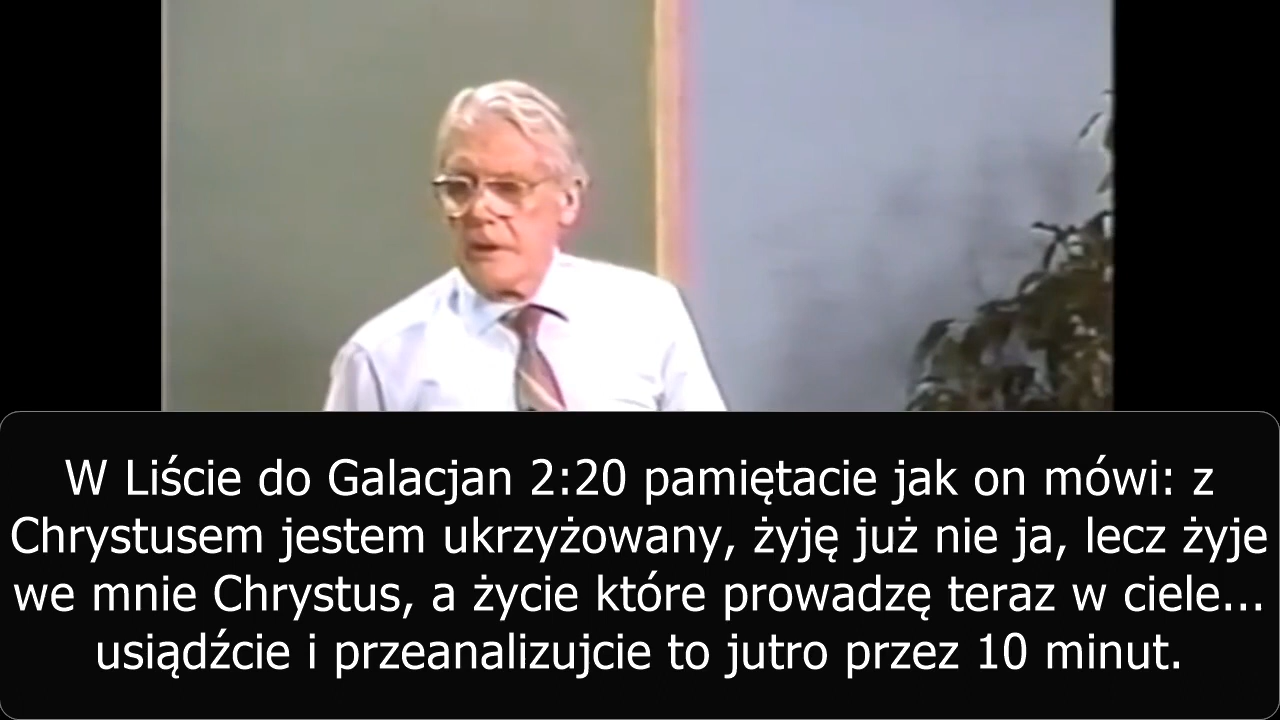 W Liście do Galacjan 2:20 pamiętacie jak on mówi: z
Chrystusem jestem ukrzyżowany, żyję już nie ja, lecz żyje
we mnie Chrystus, a życie które prowadzę teraz w ciele...
usiądźcie i przeanalizujcie to jutro przez 10 minut.